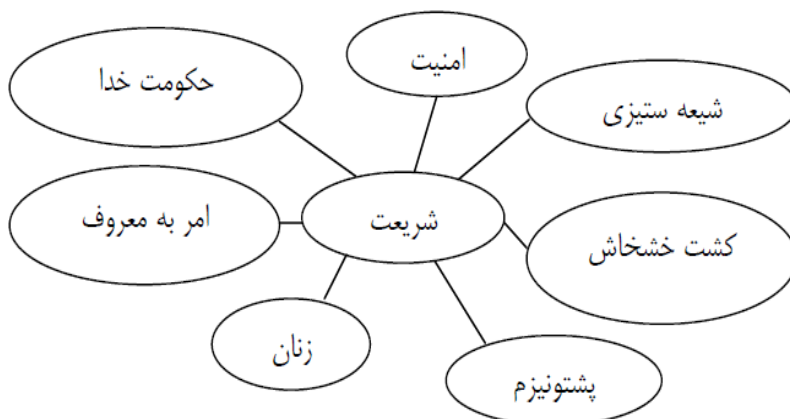 امنیت
حکومت خدا
شیعه ستیزی
شریعت
امر به معروف
کشت خشخاش
زنان
پشتونیزم